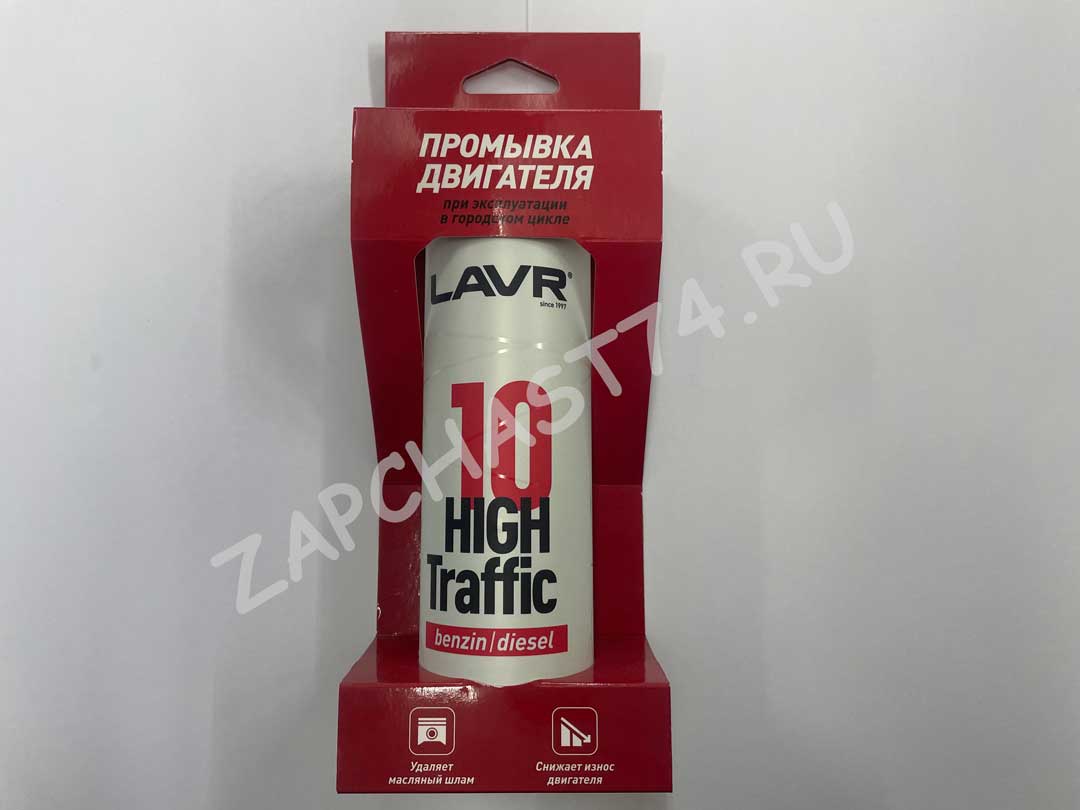 ПРОМЫВКА
ДВИГАТЕЛЯ
при эксплуатации
в городском цикле
LAVR®
since 1997
10
HIGH
Traffic
benzin/diesel
Удаляет
масляный шлам
Снижает износ
двигателя
ZAPCHAST74.RU